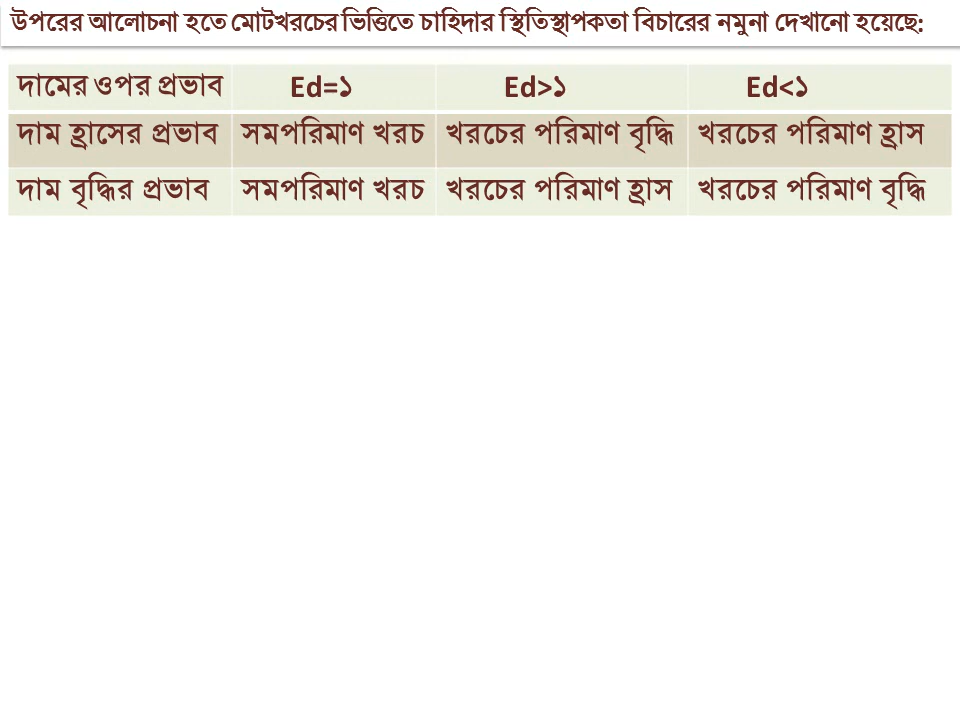 উপরের আলোচনা হতে মোটখরচের ভিত্তিতে চাহিদার স্থিতিস্থাপকতা বিচারের নমুনা দেখানো হয়েছে:
দামের ওপর প্রভাব Ed=১ Ed>১ Ed<১
দাম হ্রাসের প্রভাব সমপরিমাণ খরচ খরচের পরিমাণ বৃদ্ধি খরচের পরিমাণ হ্রাস
দাম বৃদ্ধির প্রভাব সমপরিমাণ খরচ খরচের পরিমাণ হ্রাস খরচের পরিমাণ বৃদ্ধি